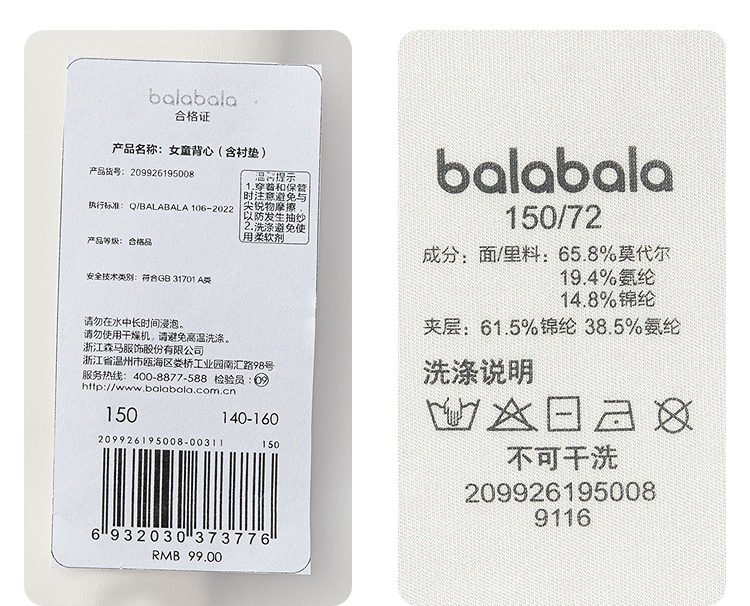 balabala
合格证
产品名称：女童背心（含衬垫）
产品货号：209926195008
执行标准：Q/BALABALA 106-2022
产品等级：合格品
安全技术类别：符合GB 31701 A类
温馨提示
1.穿着和保管
时注意避免与
尖锐物摩擦，
以防发生抽纱
2.洗涤避免使
用柔软剂
请勿在水中长时间浸泡。
请勿使用干燥机，请避免高温洗涤。
浙江森马服饰股份有限公司
浙江省温州市瓯海区娄桥工业园南汇路98号
服务热线：400-8877-588 检验员：09
http://www.balabala.com.cn
150 140-160
209926195008-00311 150
6 932030 373776
RMB 99.00
balabala
150/72
成分：面/里料：65.8%莫代尔
19.4%氨纶
14.8%锦纶
夹层：61.5%锦纶 38.5%氨纶
洗涤说明
不可干洗
209926195008
9116